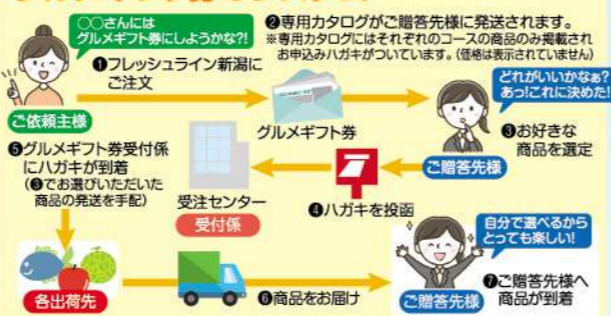 ○○さんには
グルメギフト券にしようかな?!
❶フレッシュライン新潟に
ご注文
ご依頼主様
❷専用カタログがご贈答先様に発送されます。
※専用カタログにはそれぞれのコースの商品のみ掲載され
お申込みハガキがついています。(価格は表示されていません)
グルメギフト券
どれがいいかなぁ?
あっ!これに決めた!
❸お好きな
商品を選定
ご贈答先様
❹ハガキを投函
受注センター
受付係
❺グルメギフト券受付係
にハガキが到着
(❸でお選びいただいた
商品の発送を手配)
各出荷先
❻商品をお届け
自分で選べるから
とっても楽しい!
ご贈答先様
❼ご贈答先様へ
商品が到着